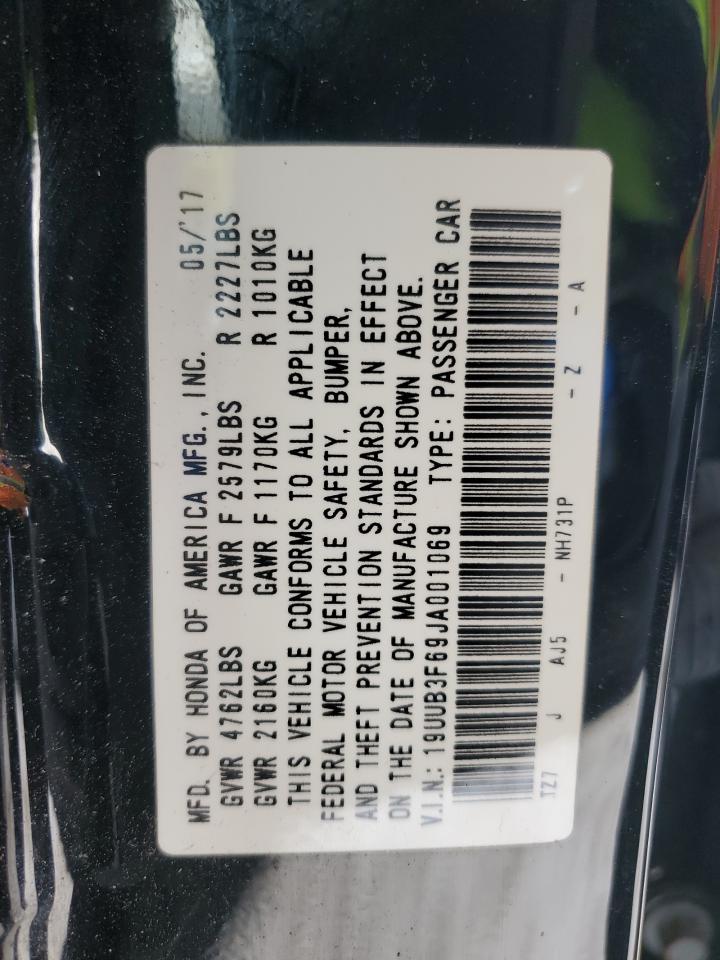 MFD. BY HONDA OF AMERICA MFG., INC. 05/'17
GVWR 4762LBS GAWR F 2579LBS R 2227LBS
GVWR 2160KG GAWR F 1170KG R 1010KG
THIS VEHICLE CONFORMS TO ALL APPLICABLE
FEDERAL MOTOR VEHICLE SAFETY, BUMPER,
AND THEFT PREVENTION STANDARDS IN EFFECT
ON THE DATE OF MANUFACTURE SHOWN ABOVE.
V.I.N.: 19UUB3F69JA001069 TYPE: PASSENGER CAR
TZ7 J AJ5 - NH731P - Z - A